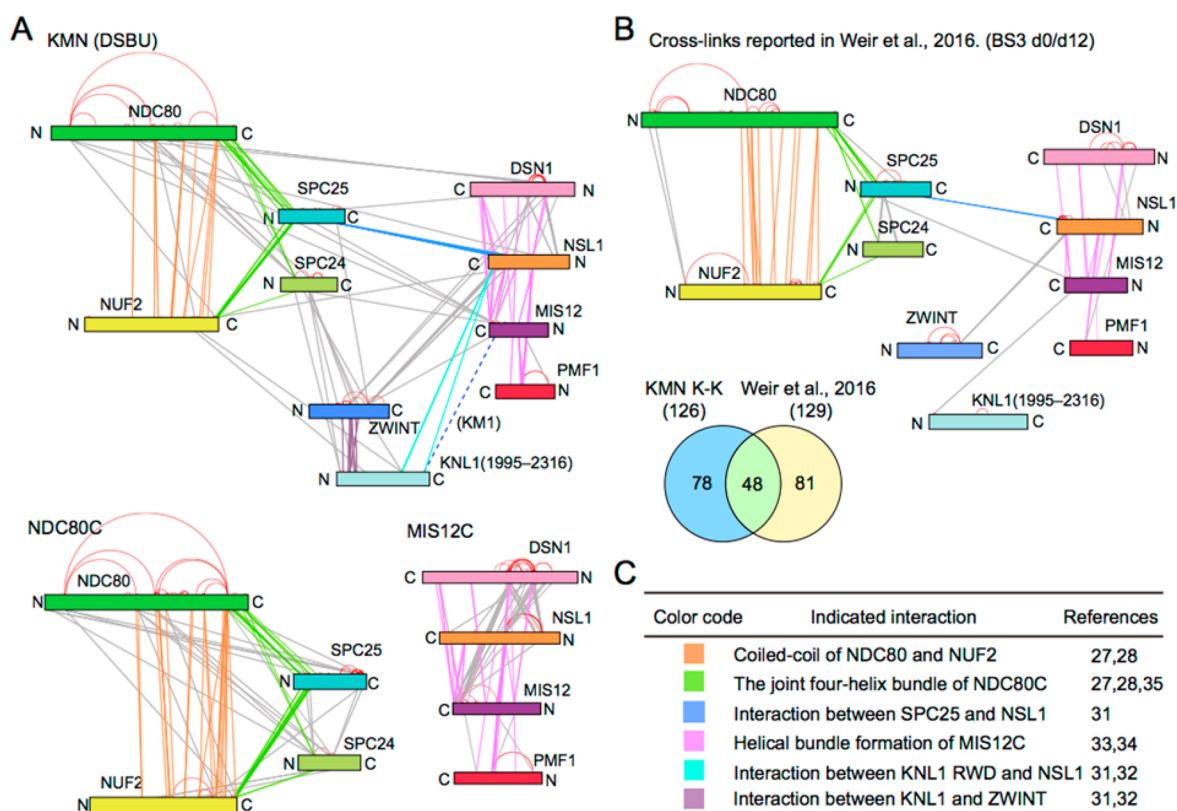 A
KMN (DSBU)
NDC80
N
C
SPC25
N
C
SPC24
N
C
NUF2
N
C
DSN1
C
N
NSL1
C
N
MIS12
C
N
PMF1
C
N
N
C
ZWINT
(KM1)
KNL1(1995–2316)
N
C
B
Cross-links reported in Weir et al., 2016. (BS3 d0/d12)
NDC80
N
C
SPC25
N
C
SPC24
N
C
NUF2
N
C
DSN1
C
N
NSL1
C
N
MIS12
C
N
PMF1
C
N
ZWINT
N
C
KNL1(1995–2316)
N
C
KMN K-K
(126)
Weir et al., 2016
(129)
78
48
81
NDC80C
NDC80
N
C
SPC25
N
C
SPC24
N
C
NUF2
N
C
MIS12C
DSN1
C
N
NSL1
C
N
MIS12
C
N
PMF1
C
N
C
Color code Indicated interaction References
Coiled-coil of NDC80 and NUF2 27,28
The joint four-helix bundle of NDC80C 27,28,35
Interaction between SPC25 and NSL1 31
Helical bundle formation of MIS12C 33,34
Interaction between KNL1 RWD and NSL1 31,32
Interaction between KNL1 and ZWINT 31,32